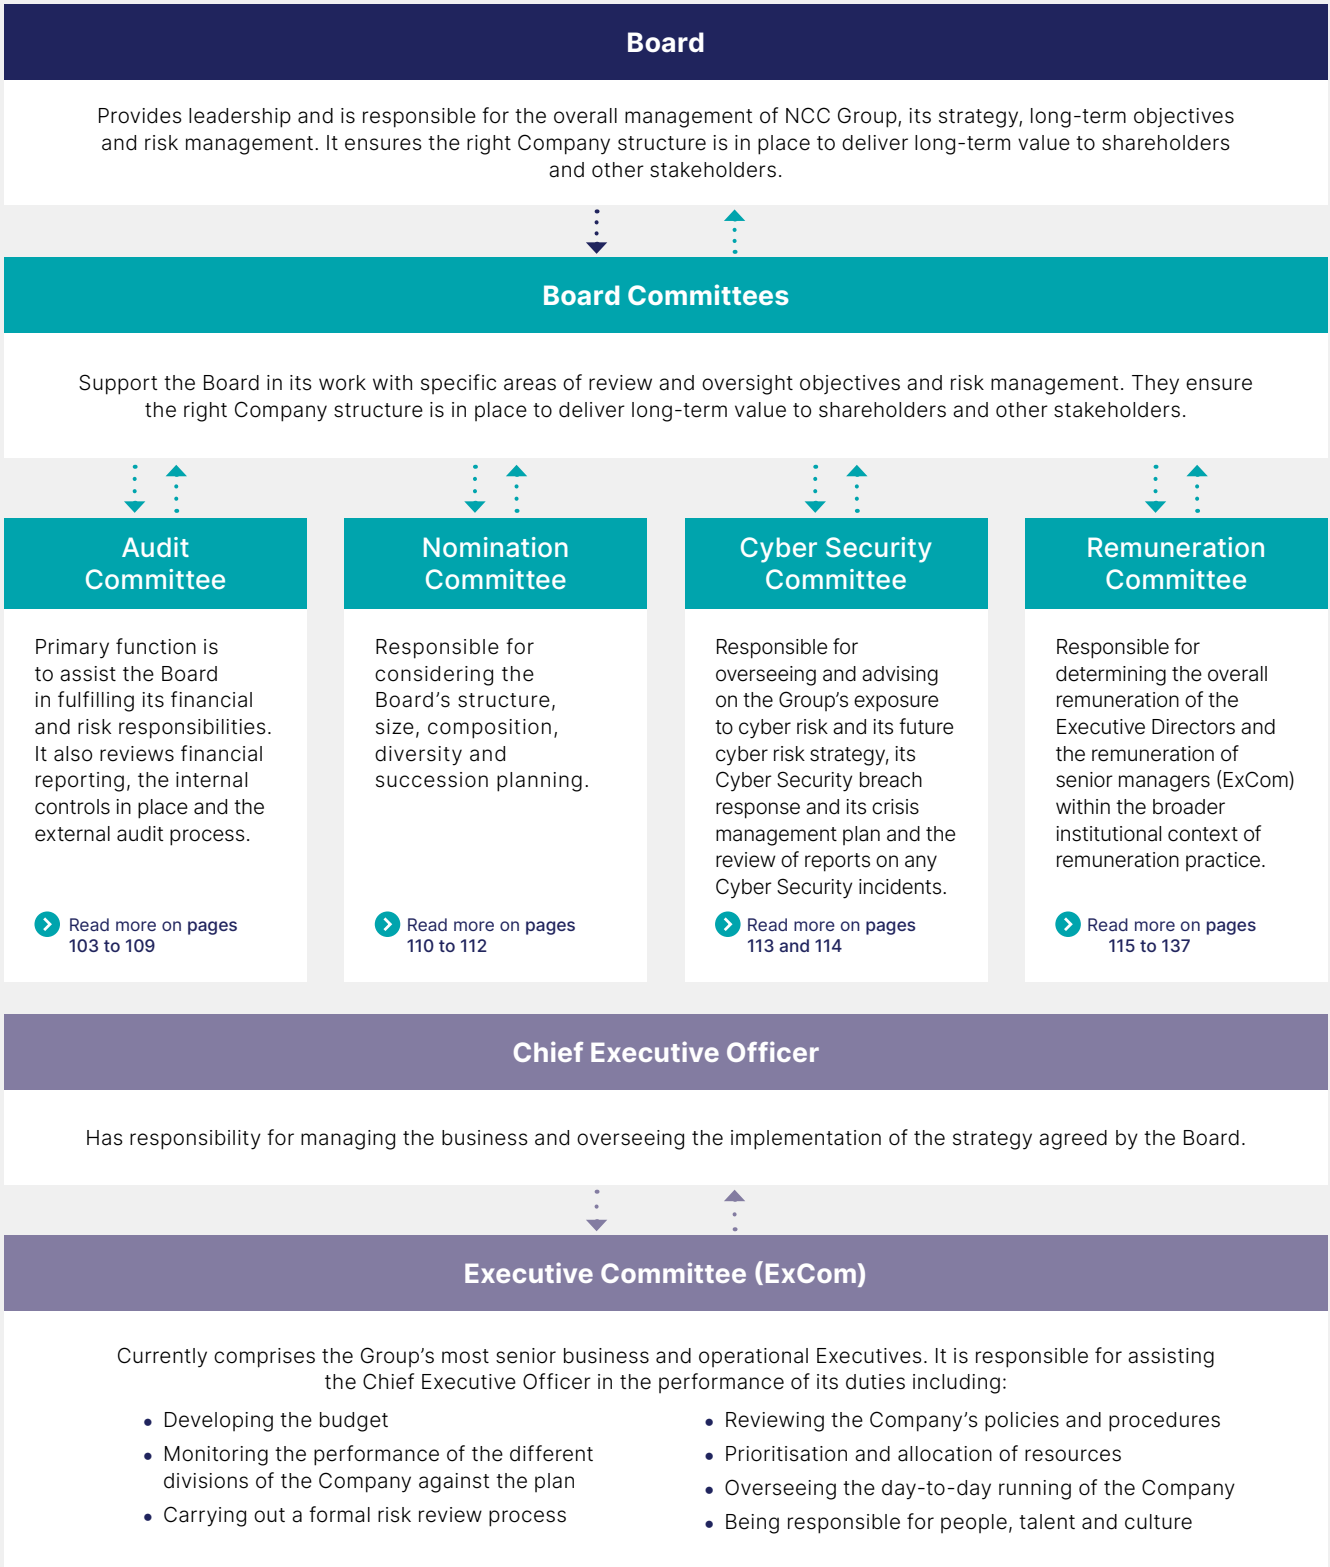 Board
Provides leadership and is responsible for the overall management of NCC Group, its strategy, long-term objectives
and risk management. It ensures the right Company structure is in place to deliver long-term value to shareholders
and other stakeholders.
Board Committees
Support the Board in its work with specific areas of review and oversight objectives and risk management. They ensure
the right Company structure is in place to deliver long-term value to shareholders and other stakeholders.
Audit
Committee
Primary function is
to assist the Board
in fulfilling its financial
and risk responsibilities.
It also reviews financial
reporting, the internal
controls in place and the
external audit process.
Read more on pages
103 to 109
Nomination
Committee
Responsible for
considering the
Board's structure,
size, composition,
diversity and
succession planning.
Read more on pages
110 to 112
Cyber Security
Committee
Responsible for
overseeing and advising
on the Group's exposure
to cyber risk and its future
cyber risk strategy, its
Cyber Security breach
response and its crisis
management plan and the
review of reports on any
Cyber Security incidents.
Read more on pages
113 and 114
Remuneration
Committee
Responsible for
determining the overall
remuneration of the
Executive Directors and
the remuneration of
senior managers (ExCom)
within the broader
institutional context of
remuneration practice.
Read more on pages
115 to 137
Chief Executive Officer
Has responsibility for managing the business and overseeing the implementation of the strategy agreed by the Board.
Executive Committee (ExCom)
Currently comprises the Group's most senior business and operational Executives. It is responsible for assisting
the Chief Executive Officer in the performance of its duties including:
• Developing the budget
• Monitoring the performance of the different
divisions of the Company against the plan
• Carrying out a formal risk review process
• Reviewing the Company's policies and procedures
• Prioritisation and allocation of resources
• Overseeing the day-to-day running of the Company
• Being responsible for people, talent and culture